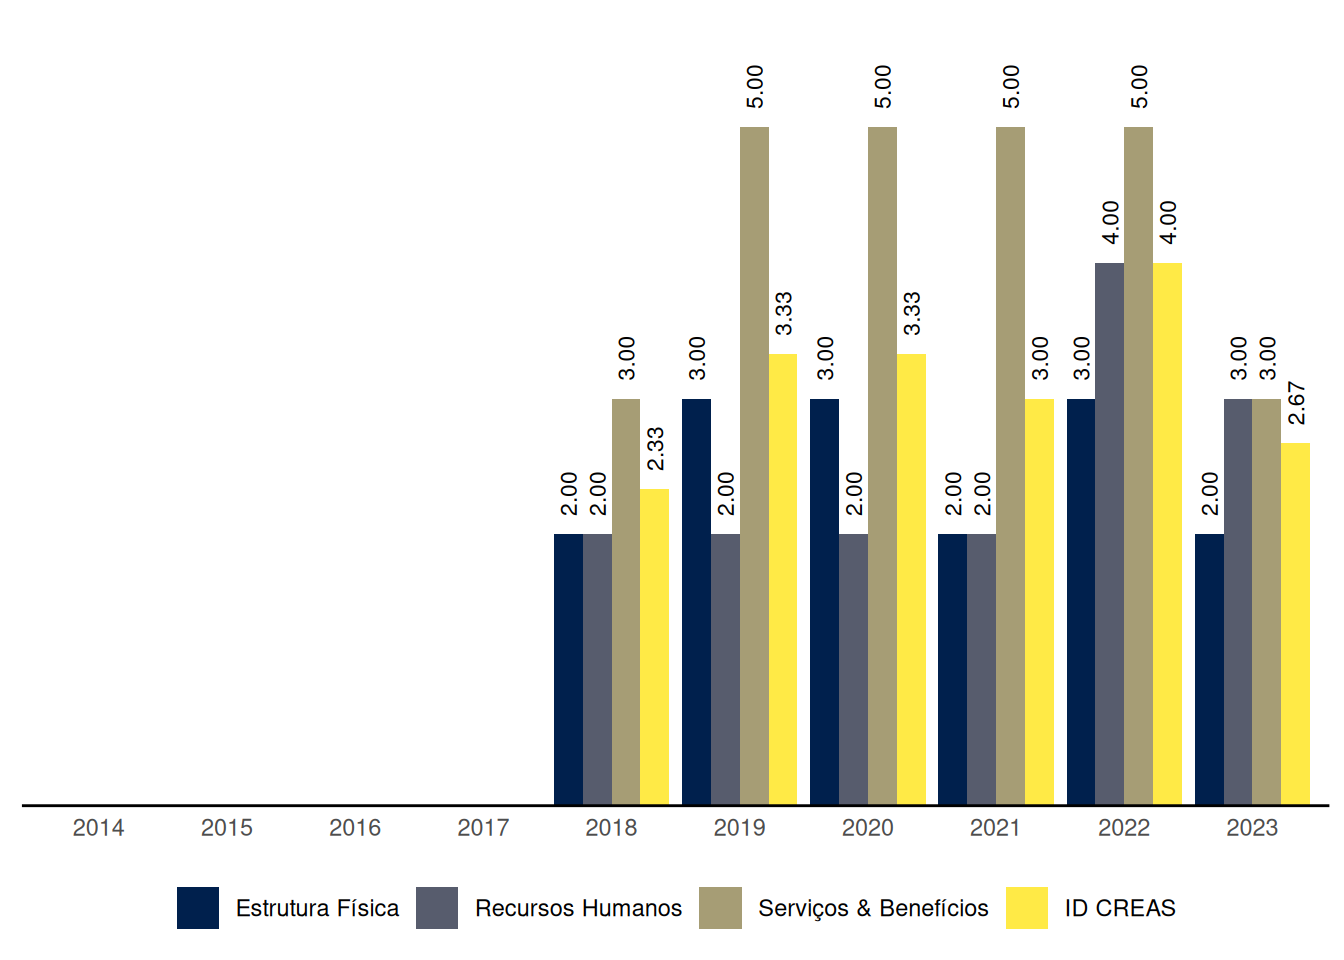 2.00 2.00 3.00 2.33
3.00 2.00 5.00 3.33
3.00 2.00 5.00 3.33
2.00 2.00 5.00 3.00
3.00 4.00 5.00 4.00
2.00 3.00 3.00 2.67
2014 2015 2016 2017 2018 2019 2020 2021 2022 2023
Estrutura Física Recursos Humanos Serviços & Benefícios ID CREAS